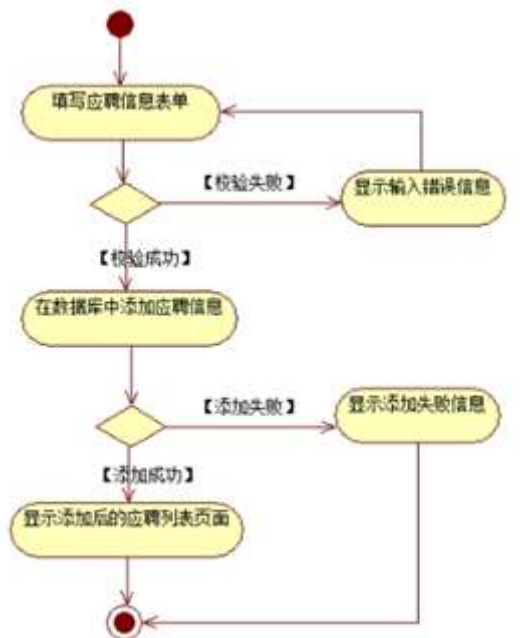 填写应聘信息表单
【校验失败】
显示输入错误信息
【校验成功】
在数据库中添加应聘信息
【添加失败】
显示添加失败信息
【添加成功】
显示添加后的应聘列表页面